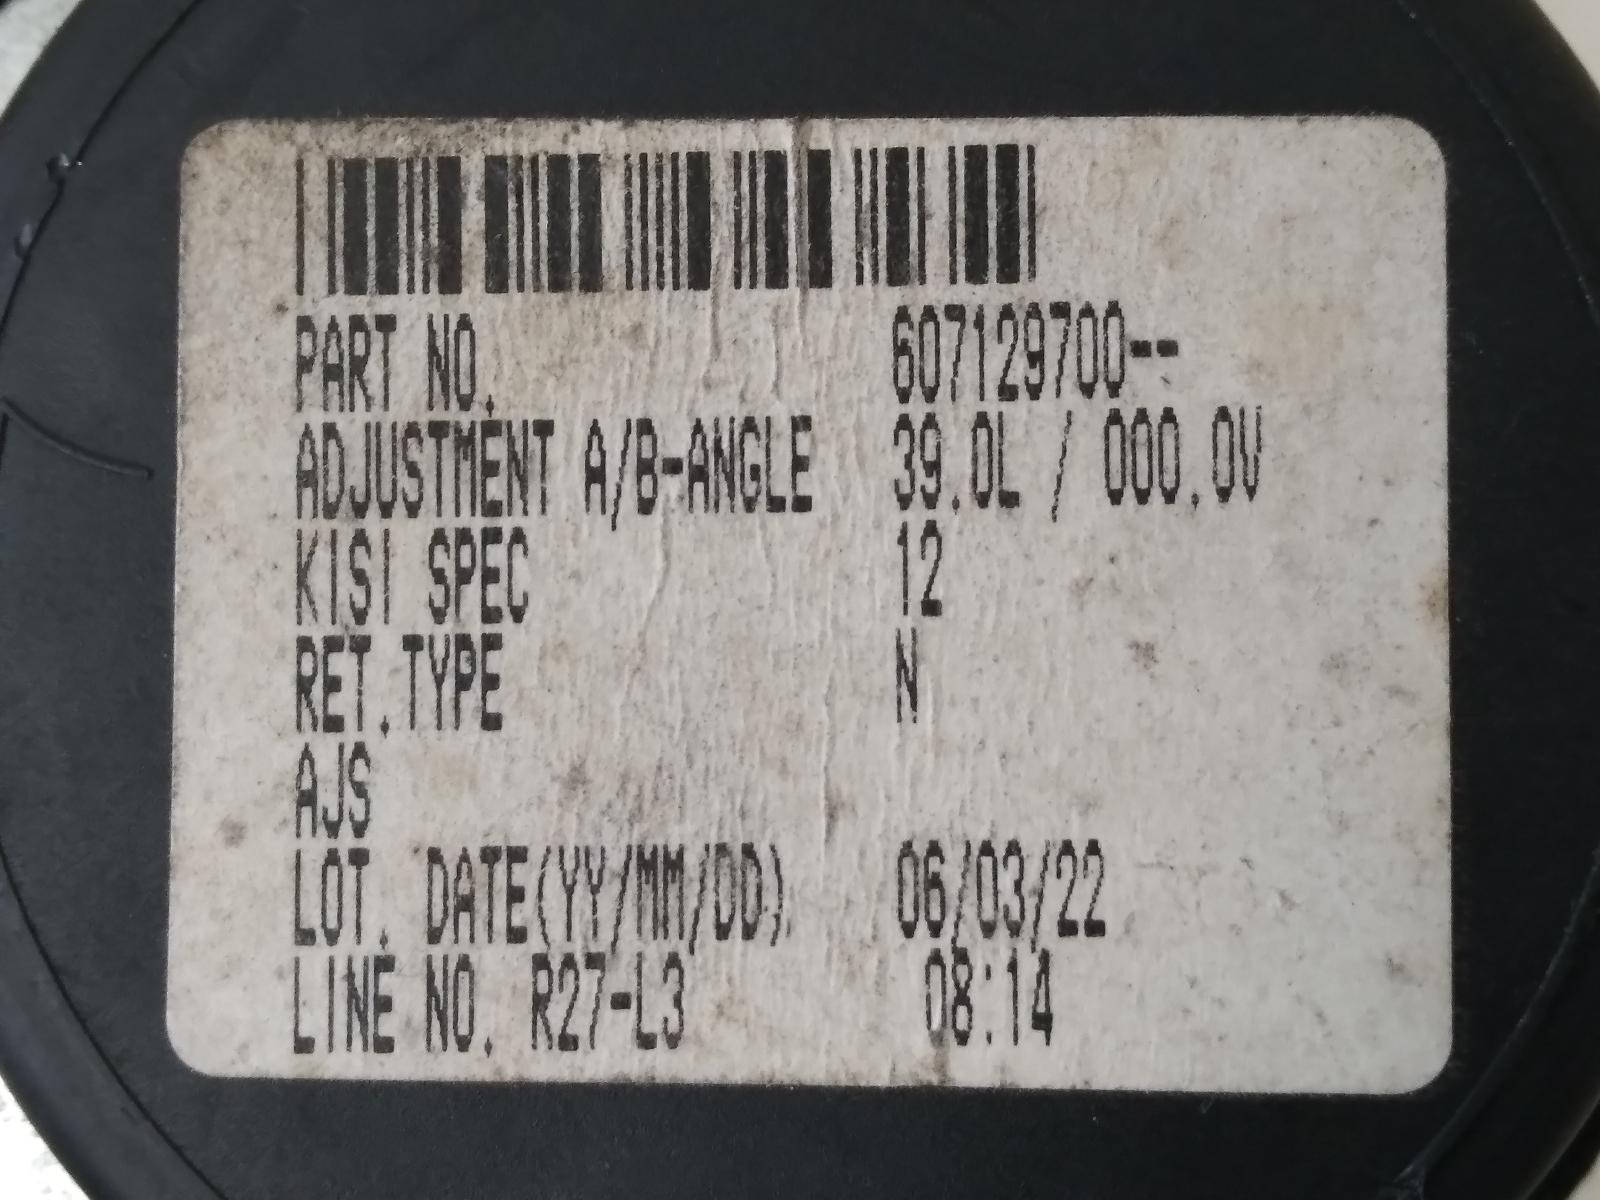 PART NO. 607129700--
ADJUSTMENT A/B-ANGLE 39.0L / 000.0V
KISI SPEC 12
RET.TYPE N
AJS
LOT. DATE(YY/MM/DD) 06/03/22
LINE NO. R27-L3 08:14